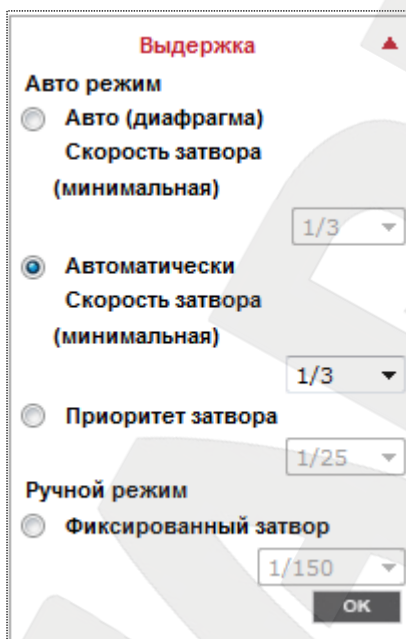 Выдержка
Авто режим
Авто (диафрагма)
Скорость затвора
(минимальная)
1/3
Автоматически
Скорость затвора
(минимальная)
1/3
Приоритет затвора
1/25
Ручной режим
Фиксированный затвор
1/150
OK